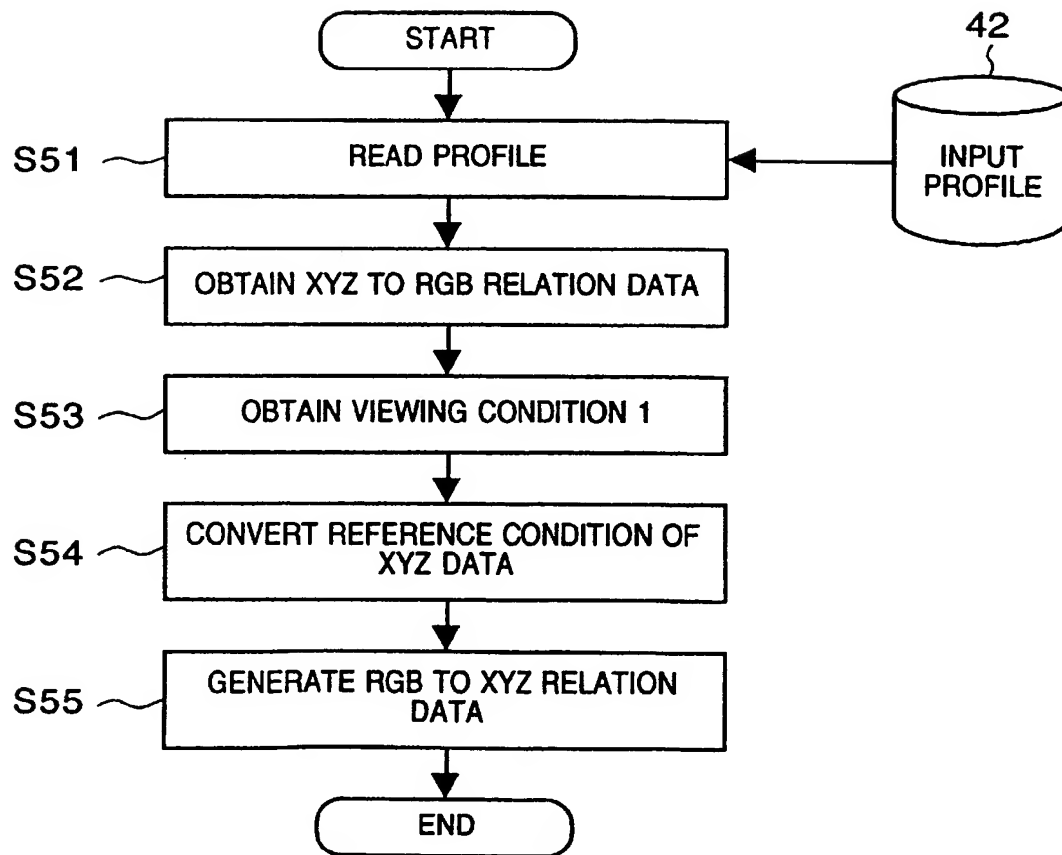 START
42
S51
READ PROFILE
INPUT
PROFILE
S52
OBTAIN XYZ TO RGB RELATION DATA
S53
OBTAIN VIEWING CONDITION 1
S54
CONVERT REFERENCE CONDITION OF
XYZ DATA
S55
GENERATE RGB TO XYZ RELATION
DATA
END